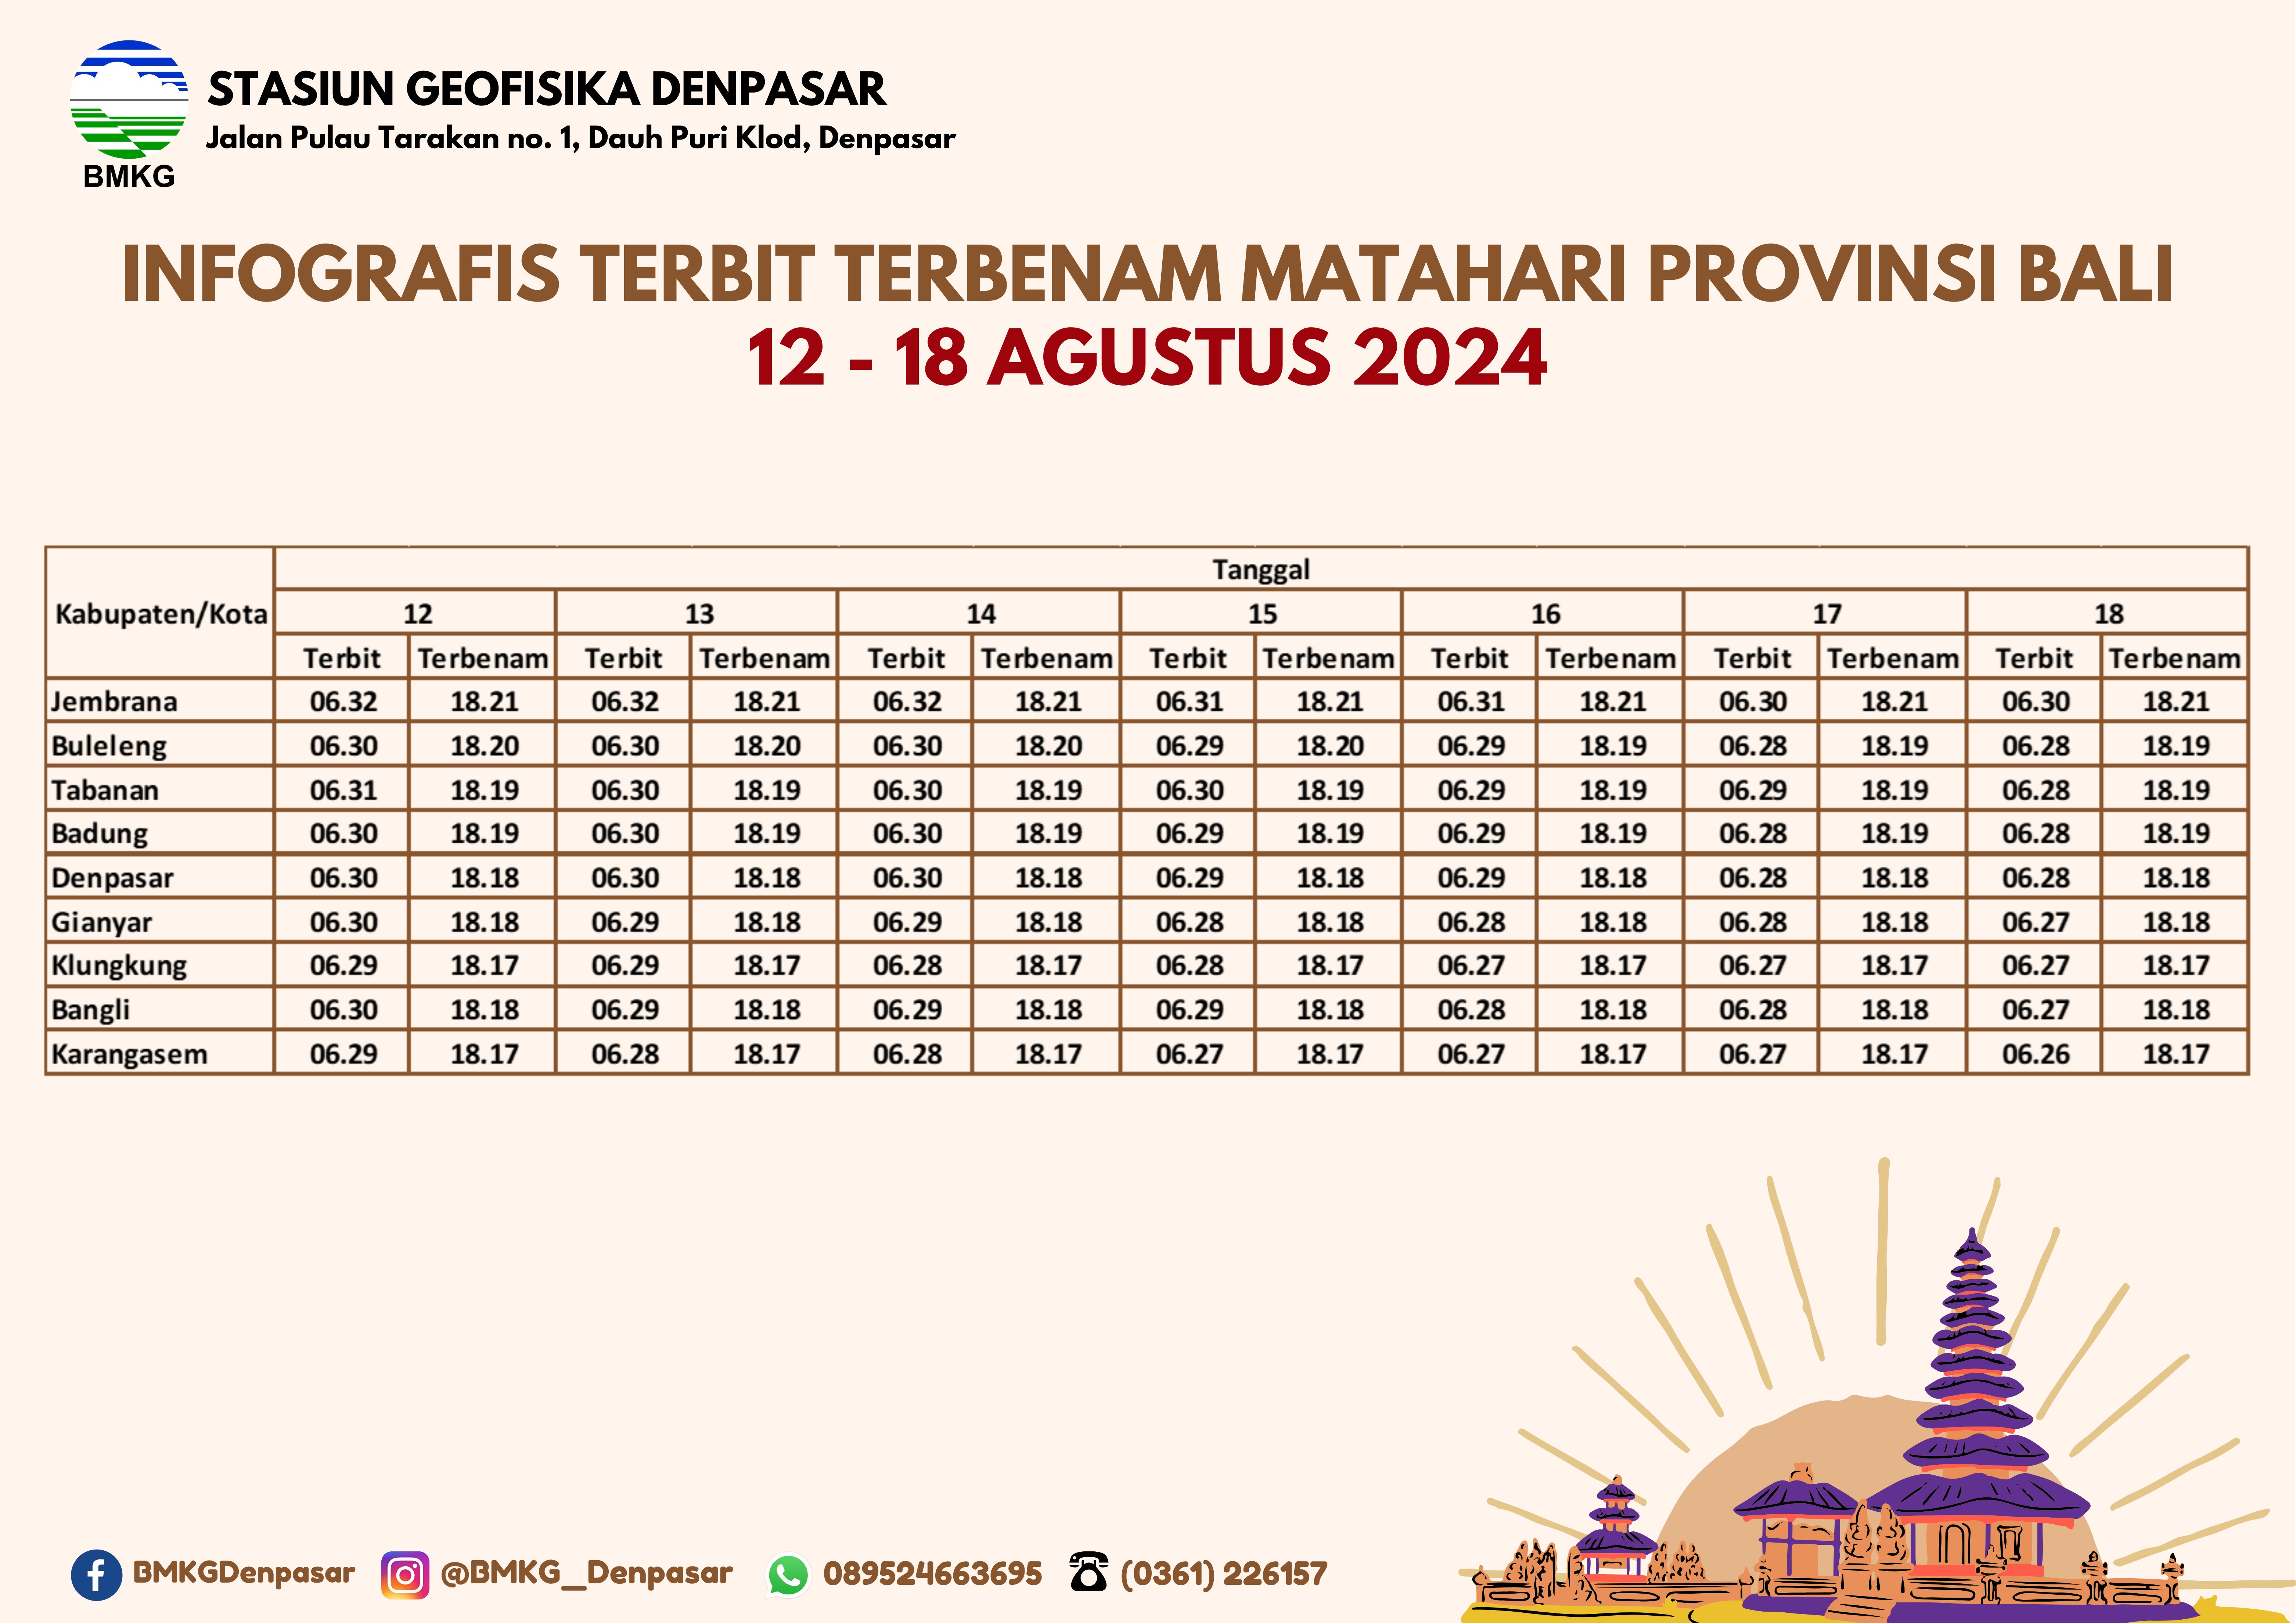 STASIUN GEOFISIKA DENPASAR
Jalan Pulau Tarakan no. 1, Dauh Puri Klod, Denpasar
BMKG
INFOGRAFIS TERBIT TERBENAM MATAHARI PROVINSI BALI
12 - 18 AGUSTUS 2024
Tanggal
Kabupaten/Kota 12 13 14 15 16 17 18
Terbit Terbenam Terbit Terbenam Terbit Terbenam Terbit Terbenam Terbit Terbenam Terbit Terbenam Terbit Terbenam
Jembrana 06.32 18.21 06.32 18.21 06.32 18.21 06.31 18.21 06.31 18.21 06.30 18.21 06.30 18.21
Buleleng 06.30 18.20 06.30 18.20 06.30 18.20 06.29 18.20 06.29 18.19 06.28 18.19 06.28 18.19
Tabanan 06.31 18.19 06.30 18.19 06.30 18.19 06.30 18.19 06.29 18.19 06.29 18.19 06.28 18.19
Badung 06.30 18.19 06.30 18.19 06.30 18.19 06.29 18.19 06.29 18.19 06.28 18.19 06.28 18.19
Denpasar 06.30 18.18 06.30 18.18 06.30 18.18 06.29 18.18 06.29 18.18 06.28 18.18 06.28 18.18
Gianyar 06.30 18.18 06.29 18.18 06.29 18.18 06.28 18.18 06.28 18.18 06.28 18.18 06.27 18.18
Klungkung 06.29 18.17 06.29 18.17 06.28 18.17 06.28 18.17 06.27 18.17 06.27 18.17 06.27 18.17
Bangli 06.30 18.18 06.29 18.18 06.29 18.18 06.29 18.18 06.28 18.18 06.28 18.18 06.27 18.18
Karangasem 06.29 18.17 06.28 18.17 06.28 18.17 06.27 18.17 06.27 18.17 06.27 18.17 06.26 18.17
BMKGDenpasar @BMKG_Denpasar 089524663695 (0361) 226157